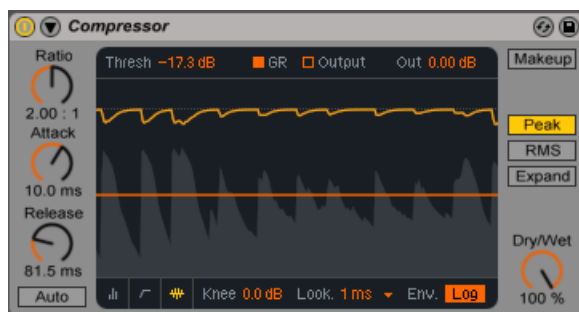 Compressor
Ratio
2.00 : 1
Attack
10.0 ms
Release
81.5 ms
Auto
Thresh -17.3 dB GR Output Out 0.00 dB
Knee 0.0 dB Look. 1 ms Env. Log
Makeup
Peak
RMS
Expand
Dry/Wet
100 %